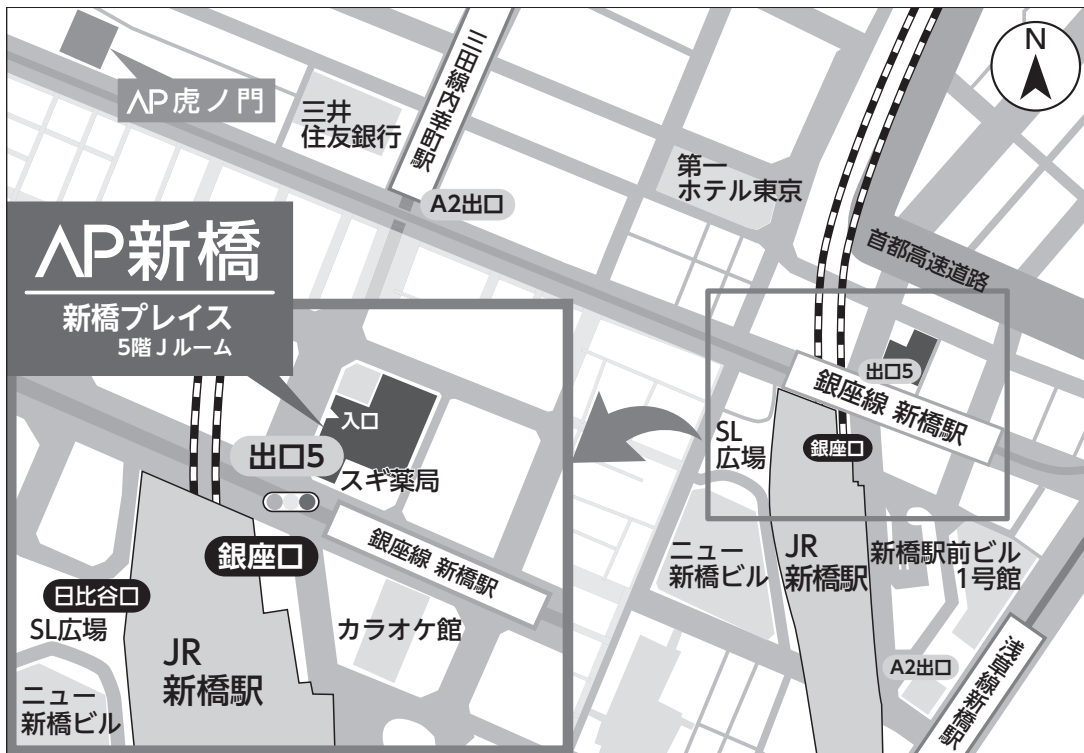 N
AP虎ノ門
三井
住友銀行
三田線内幸町駅
A2出口
第一
ホテル東京
首都高速道路
AP新橋
新橋プレイス
5階Jルーム
入口
出口5
スギ薬局
銀座線 新橋駅
銀座口
日比谷口
SL広場
JR
新橋駅
カラオケ館
ニュー
新橋ビル
出口5
銀座線 新橋駅
SL
広場
銀座口
ニュー
新橋ビル
JR
新橋駅
新橋駅前ビル
1号館
A2出口
浅草線新橋駅